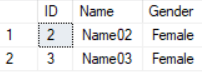 ID Name Gender
1 2 Name02 Female
2 3 Name03 Female